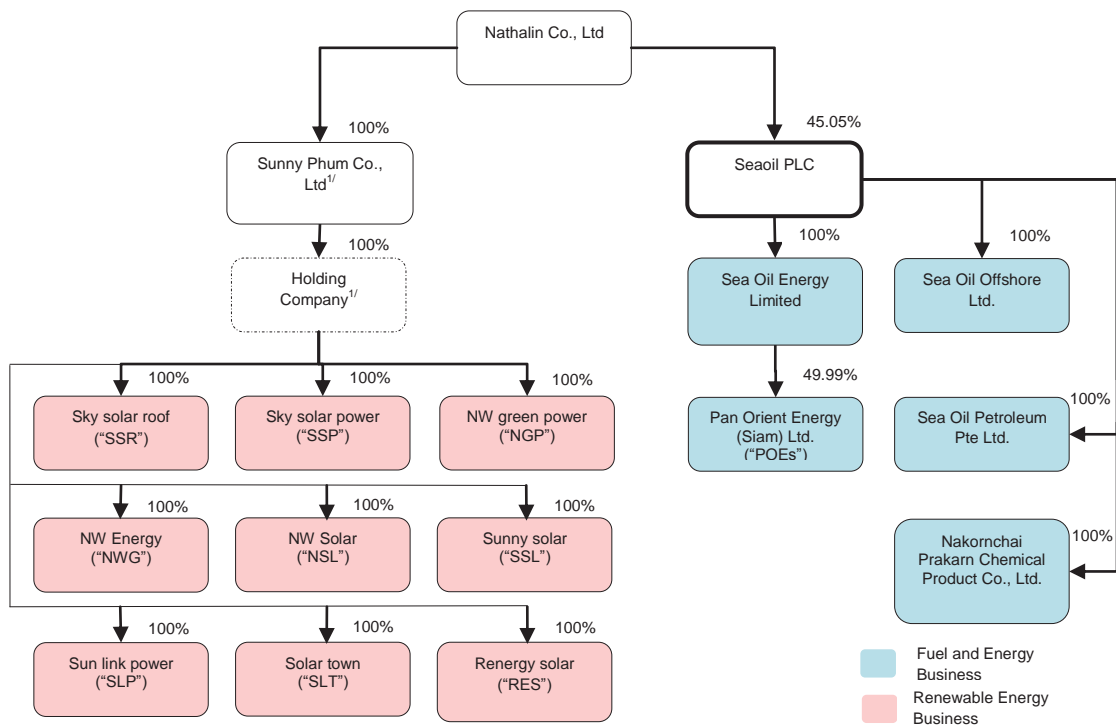 Nathalin Co., Ltd
100%
45.05%
Sunny Phum Co.,
Ltd1/
Seaoil PLC
100%
100%
100%
Holding
Company1/
Sea Oil Energy
Limited
Sea Oil Offshore
Ltd.
100%
100%
100%
49.99%
100%
Sky solar roof
(“SSR”)
Sky solar power
(“SSP”)
NW green power
(“NGP”)
Pan Orient Energy
(Siam) Ltd.
(“POEs”)
Sea Oil Petroleum
Pte Ltd.
100%
100%
100%
100%
NW Energy
(“NWG”)
NW Solar
(“NSL”)
Sunny solar
(“SSL”)
Nakornchai
Prakarn Chemical
Product Co., Ltd.
100%
100%
100%
Sun link power
(“SLP”)
Solar town
(“SLT”)
Renergy solar
(“RES”)
Fuel and Energy
Business
Renewable Energy
Business